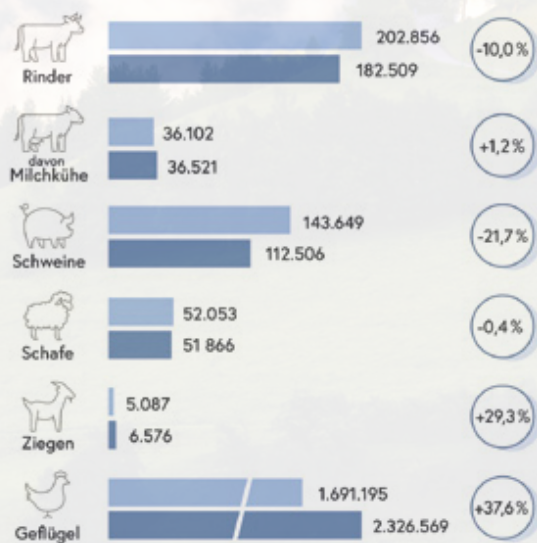 202.856
-10,0 %
Rinder
182.509
36.102
+1,2 %
davon
Milchkühe
36.521
143.649
-21,7 %
Schweine
112.506
52.053
-0,4 %
Schafe
51 866
5.087
+29,3 %
Ziegen
6.576
1.691.195
+37,6 %
Geflügel
2.326.569